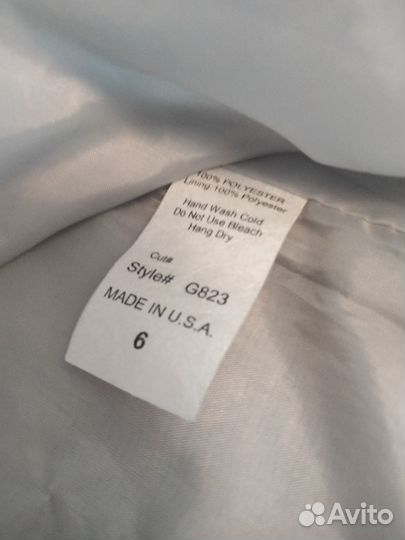 100% POLYESTER
Lining:100% Polyester
Hand Wash Cold
Do Not Use Bleach
Hang Dry
Cut#
Style# G823
MADE IN U.S.A.
6
Avito